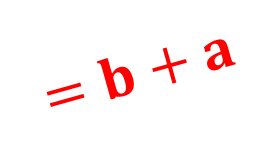 = b + a